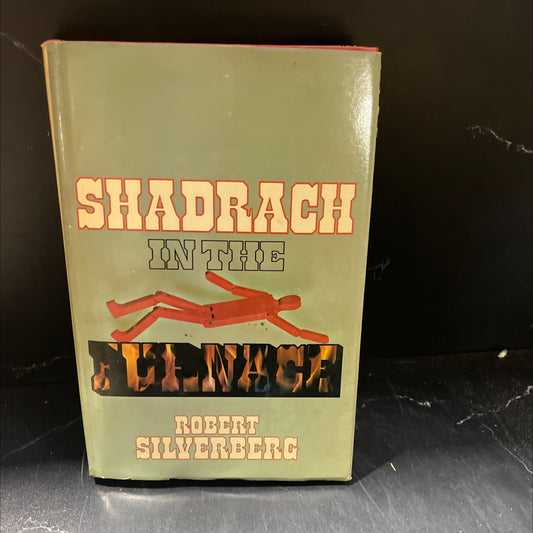 SHADRACH
IN THE
FURNACE
ROBERT
SILVERBERG